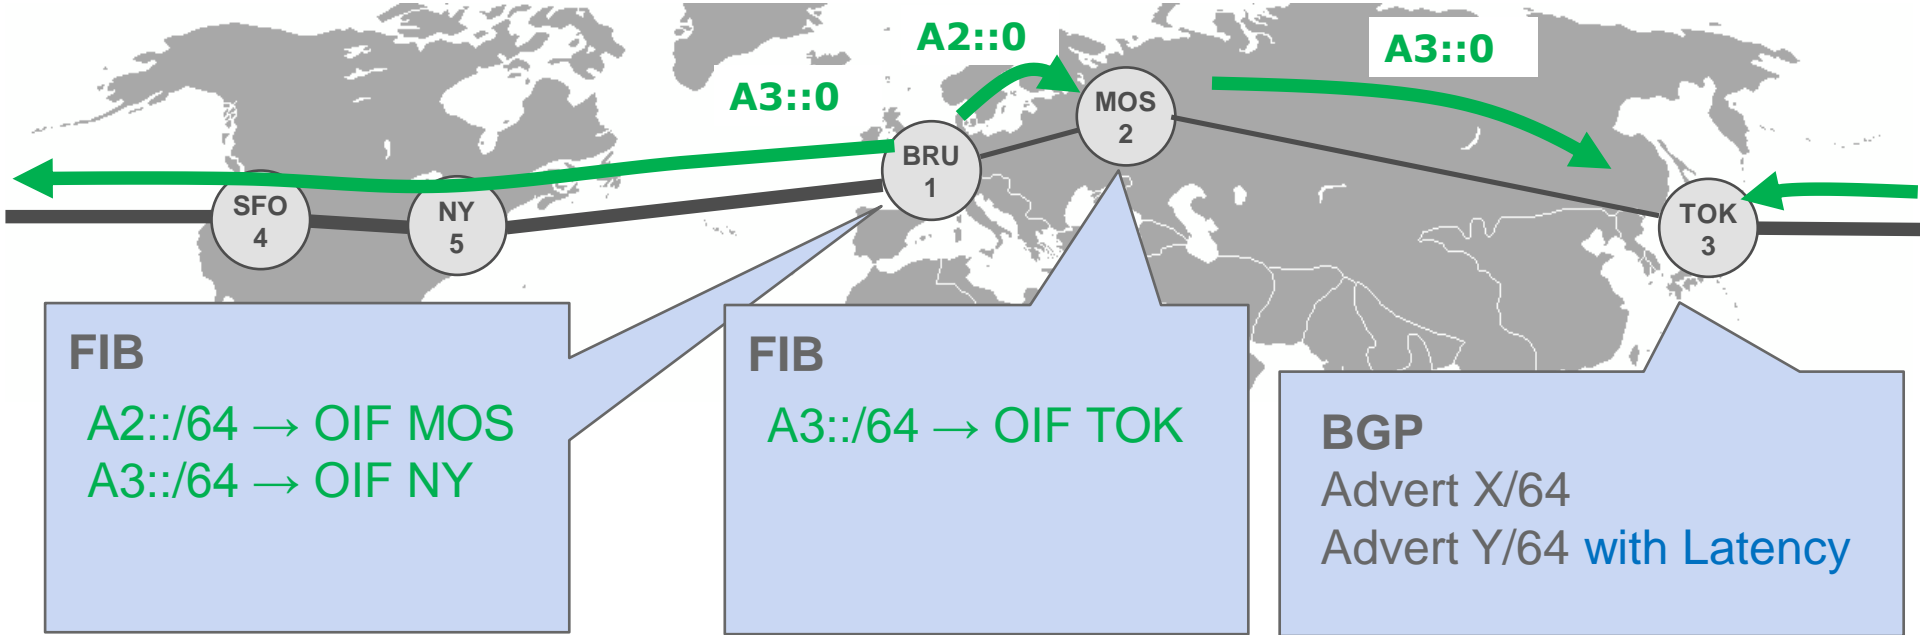 A2::0
A3::0
A3::0
MOS
2
BRU
1
SFO
4
NY
5
TOK
3
FIB
A2::/64 → OIF MOS
A3::/64 → OIF NY
FIB
A3::/64 → OIF TOK
BGP
Advert X/64
Advert Y/64 with Latency